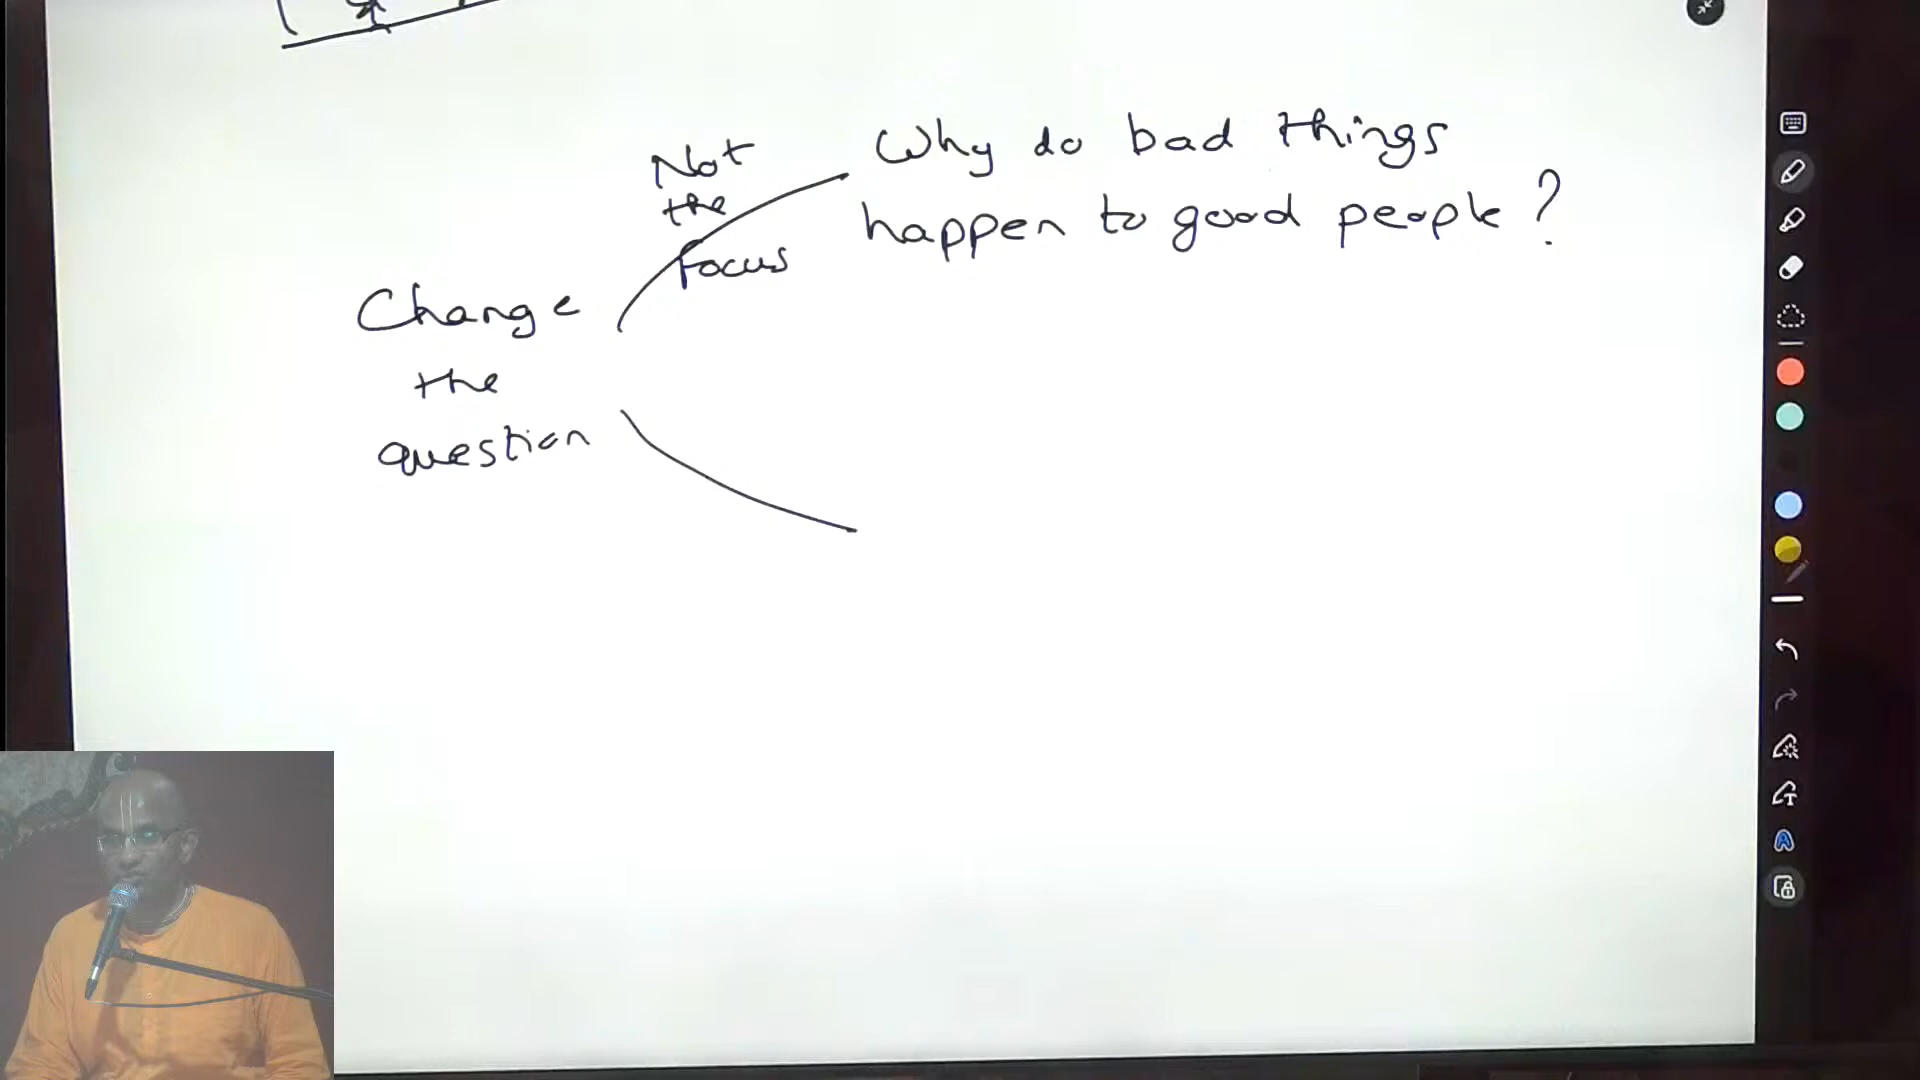 Change
the
question
Not
the
Focus
Why do bad things
happen to good people?